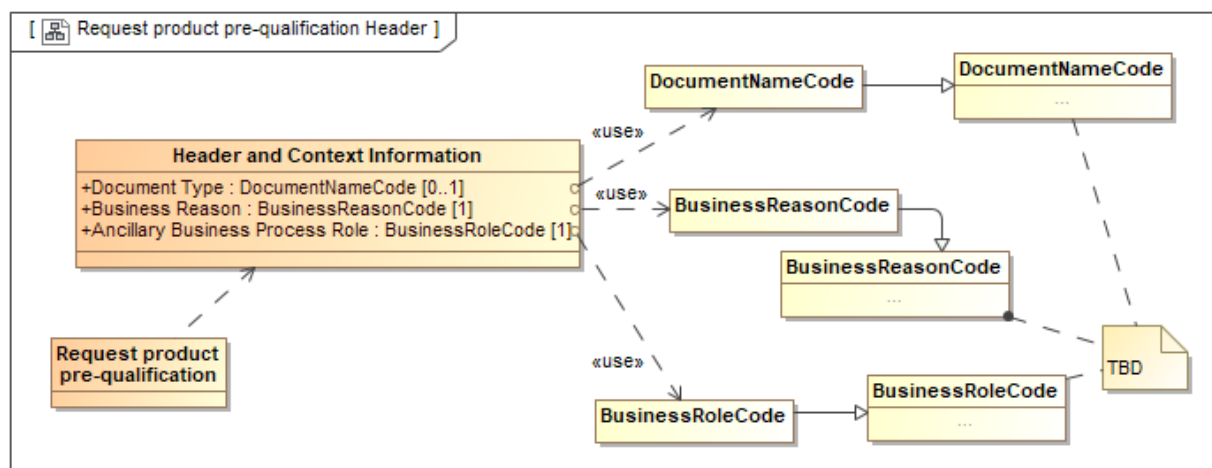 [ Request product pre-qualification Header ]
DocumentNameCode
DocumentNameCode
...
«use»
Header and Context Information
+Document Type : DocumentNameCode [0..1]
+Business Reason : BusinessReasonCode [1]
+Ancillary Business Process Role : BusinessRoleCode [1]
«use»
BusinessReasonCode
BusinessReasonCode
...
Request product
pre-qualification
«use»
TBD
BusinessRoleCode
BusinessRoleCode
...